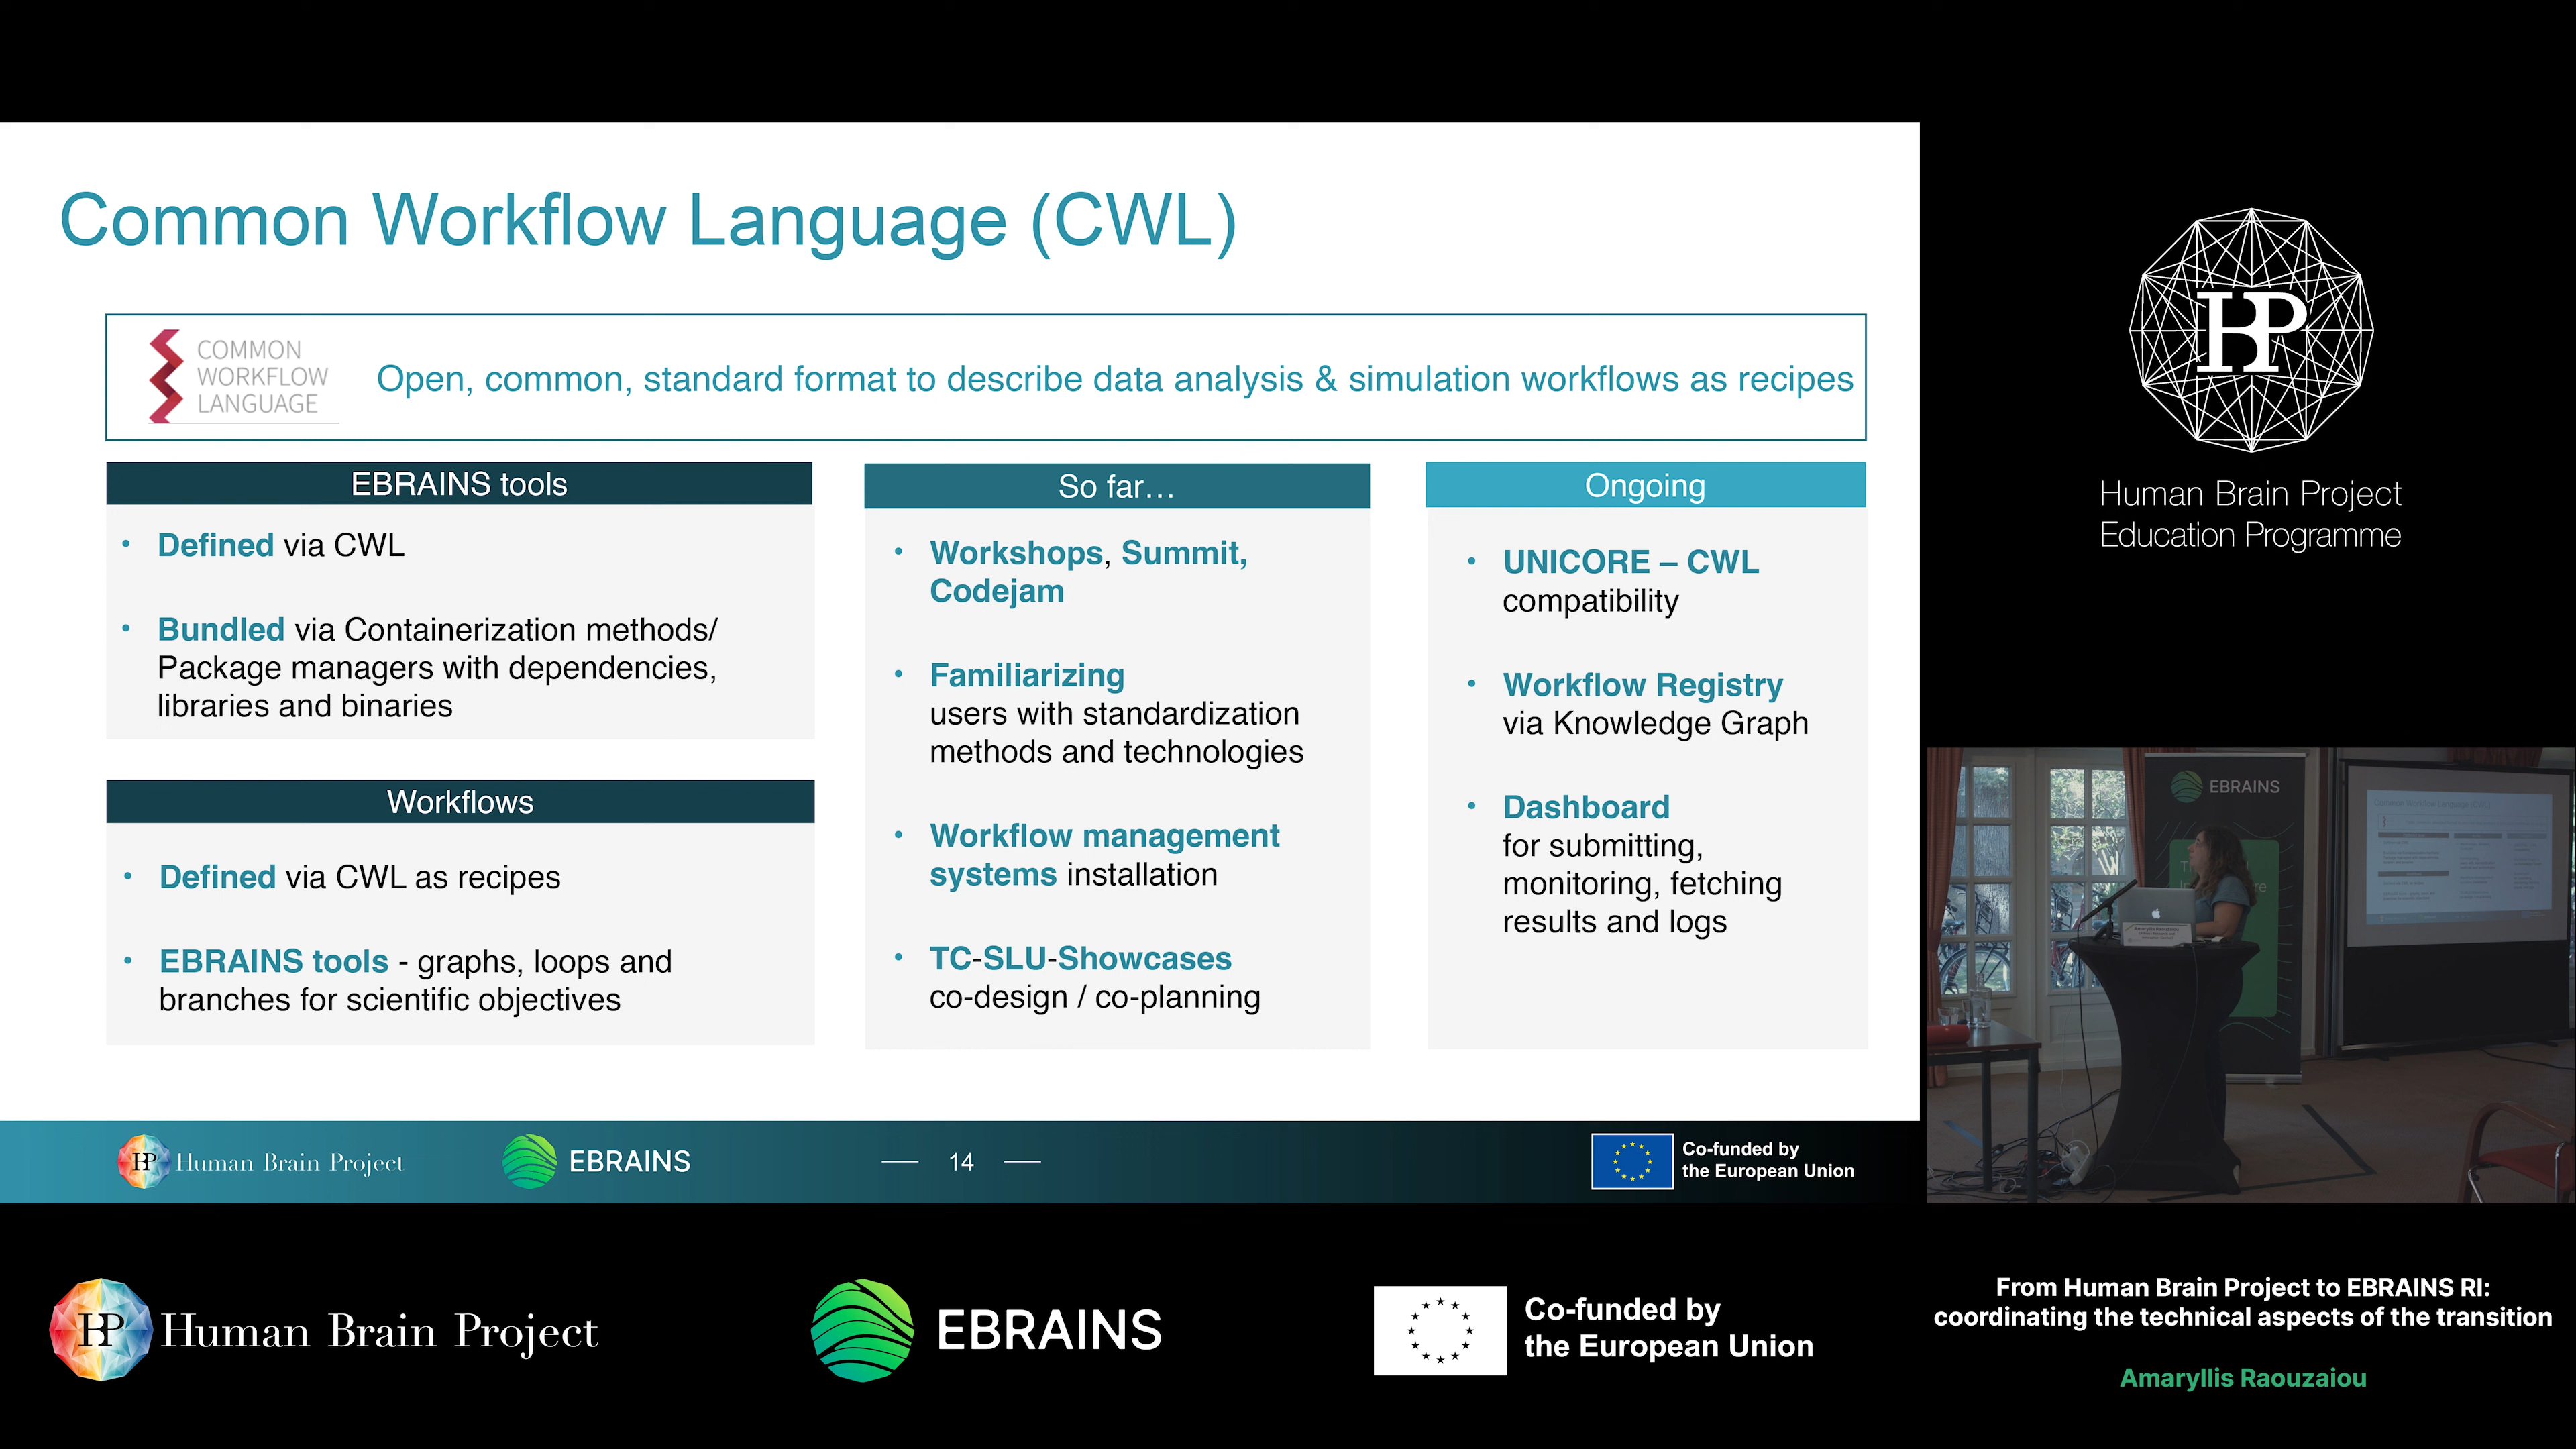 Common Workflow Language (CWL)
COMMON
WORKFLOW
LANGUAGE
Open, common, standard format to describe data analysis & simulation workflows as recipes
EBRAINS tools
• Defined via CWL
• Bundled via Containerization methods/
Package managers with dependencies,
libraries and binaries
Workflows
• Defined via CWL as recipes
• EBRAINS tools - graphs, loops and
branches for scientific objectives
So far...
• Workshops, Summit,
Codejam
• Familiarizing
users with standardization
methods and technologies
• Workflow management
systems installation
• TC-SLU-Showcases
co-design / co-planning
Ongoing
• UNICORE – CWL
compatibility
• Workflow Registry
via Knowledge Graph
• Dashboard
for submitting,
monitoring, fetching
results and logs
HBP Human Brain Project
EBRAINS
14
Co-funded by
the European Union
HBP
Human Brain Project
Education Programme
EBRAINS
HBP Human Brain Project
EBRAINS
Co-funded by
the European Union
From Human Brain Project to EBRAINS RI:
coordinating the technical aspects of the transition
Amaryllis Raouzaiou